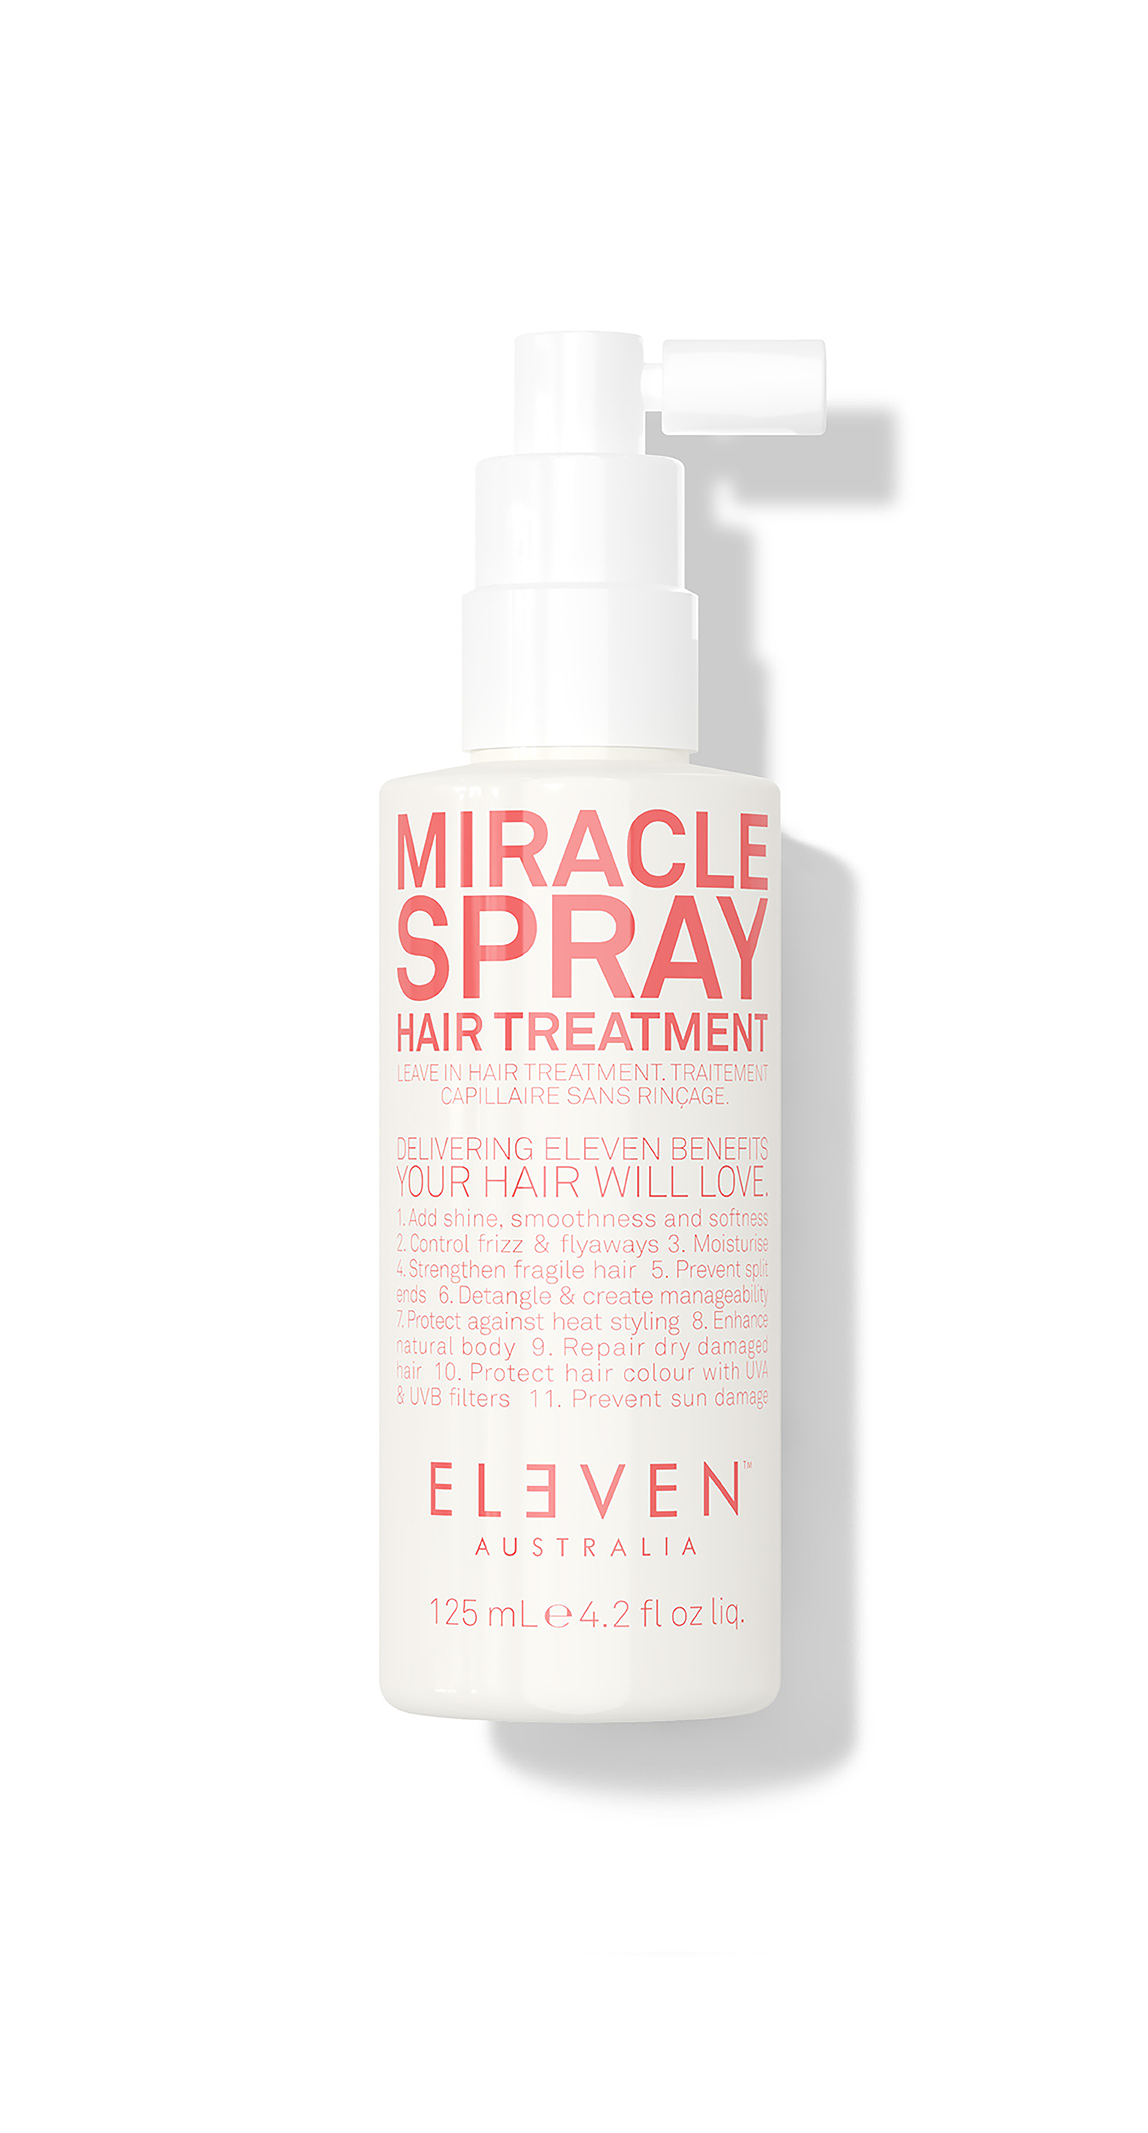 MIRACLE
SPRAY
HAIR TREATMENT
LEAVE IN HAIR TREATMENT. TRAITEMENT
CAPILLAIRE SANS RINÇAGE.
DELIVERING ELEVEN BENEFITS
YOUR HAIR WILL LOVE.
1. Add shine, smoothness and softness
2. Control frizz & flyaways 3. Moisturise
4. Strengthen fragile hair 5. Prevent split
ends 6. Detangle & create manageability
7. Protect against heat styling 8. Enhance
natural body 9. Repair dry damaged
hair 10. Protect hair colour with UVA
& UVB filters 11. Prevent sun damage
ELEVEN™
AUSTRALIA
125 mL ℮ 4.2 fl oz liq.